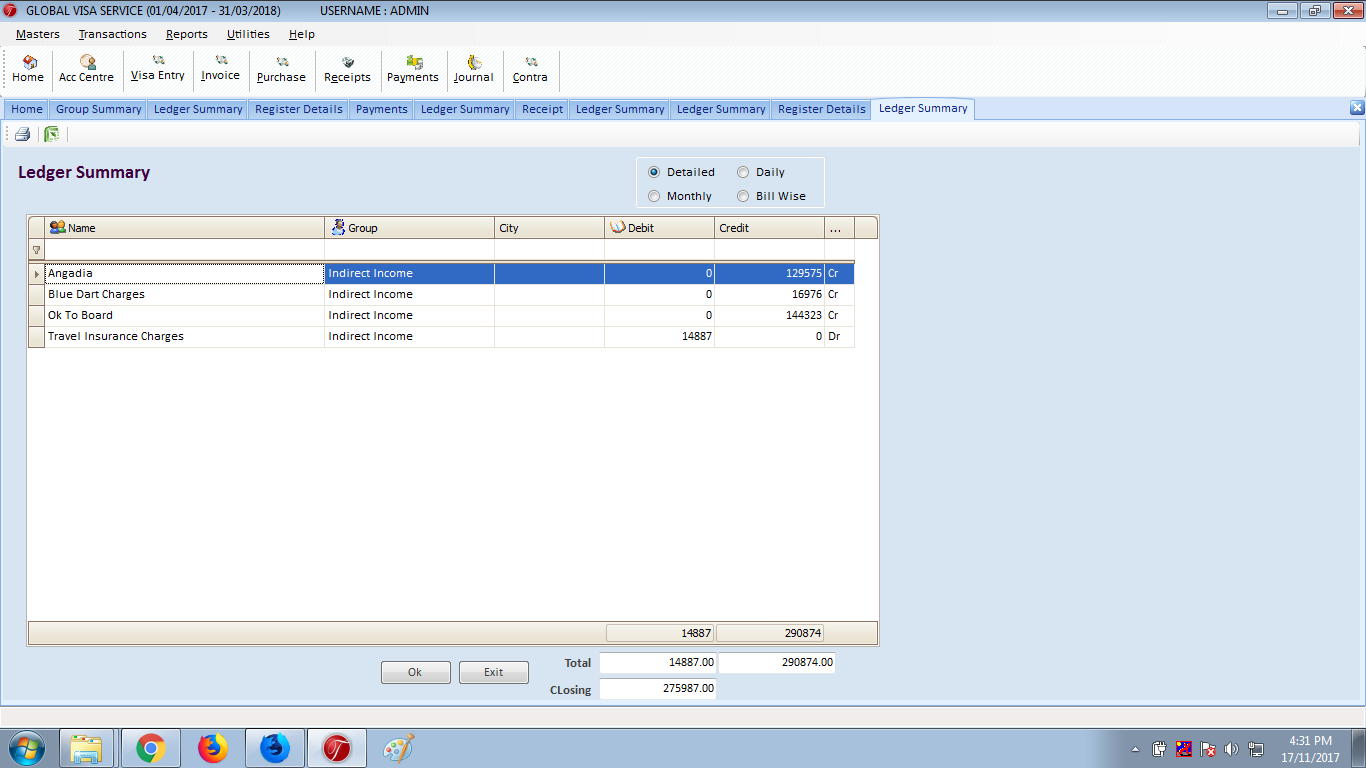 GLOBAL VISA SERVICE (01/04/2017 - 31/03/2018) USERNAME : ADMIN
Masters Transactions Reports Utilities Help
Home Acc Centre Visa Entry Invoice Purchase Receipts Payments Journal Contra
Home Group Summary Ledger Summary Register Details Payments Ledger Summary Receipt Ledger Summary Ledger Summary Register Details Ledger Summary
Ledger Summary
Detailed Daily
Monthly Bill Wise
Name Group City Debit Credit ...
Angadia Indirect Income 0 129575 Cr
Blue Dart Charges Indirect Income 0 16976 Cr
Ok To Board Indirect Income 0 144323 Cr
Travel Insurance Charges Indirect Income 14887 0 Dr
14887 290874
Ok Exit Total 14887.00 290874.00
CLosing 275987.00
4:31 PM
17/11/2017